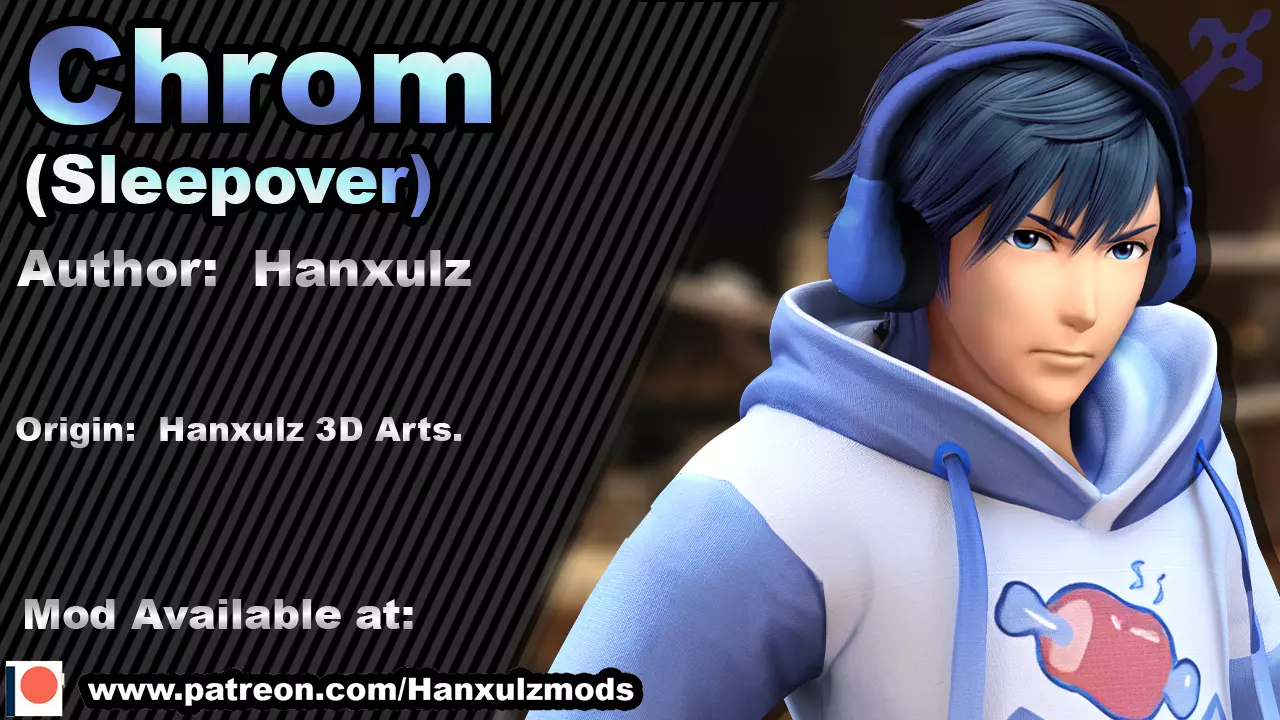 Chrom
(Sleepover)
Author: Hanxulz
Origin: Hanxulz 3D Arts.
Mod Available at:
www.patreon.com/Hanxulzmods